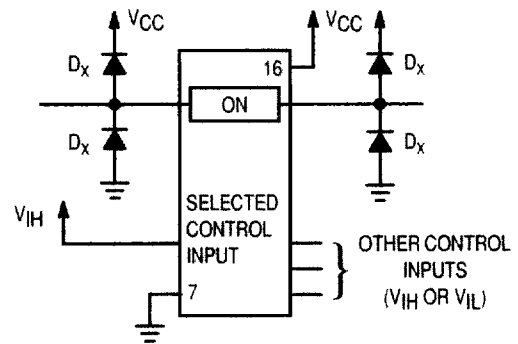 VCC
VCC
16
Dx
Dx
ON
Dx
Dx
VIH
SELECTED
CONTROL
INPUT
OTHER CONTROL
INPUTS
(VIH OR VIL)
7